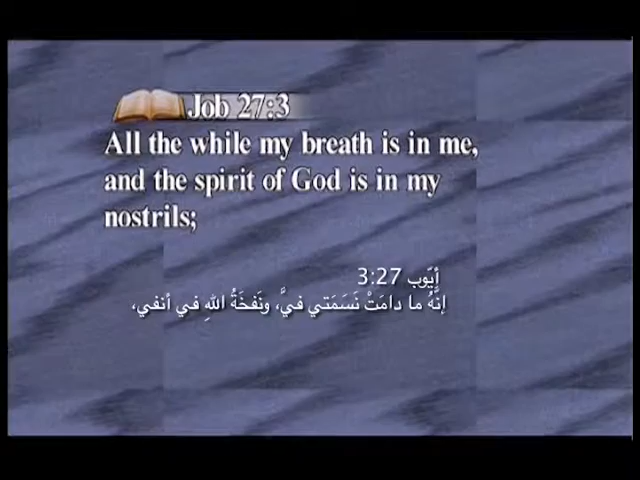 Job 27:3
All the while my breath is in me,
and the spirit of God is in my
nostrils;
أيّوب 3:27
إنَّهُ ما دامَتْ نَسَمَتي فيَّ، ونَفخَةُ اللهِ في أنفي،